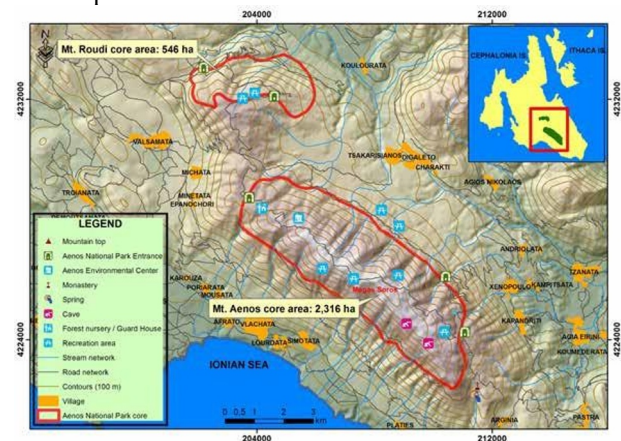 204000
212000
N
Mt. Roudi core area: 546 ha
KOULOURATA
CEPHALONIA IS.
ITHACA IS.
4232000
4232000
VALSAMATA
TSAKARISIANOS
DIGALETO
CHARAKTI
MICHATA
AGIOS NIKOLAOS
TROIANATA
MINETATA
EPANOCHORI
LEGEND
Mountain top
Aenos National Park Entrance
Aenos Environmental Center
Monastery
Spring
Cave
Forest nursery / Guard House
Recreation area
Stream network
Road network
Contours (100 m)
Village
Aenos National Park core
ANDRIOLATA
TZANATA
KAROUZA
XENOPOULO
KAMPITSATA
PORIARATA
MOUSATA
Megas Soros
Mt. Aenos core area: 2,316 ha
AFRATO
VLACHATA
KAPANDRITI
LOURDATA
SIMOTATA
AGIA EIRINI
KOUMEDERATA
4224000
4224000
IONIAN SEA
0 0.5 1 2 3
km
ARGINIA
PASTRA
PLATIES
204000
212000